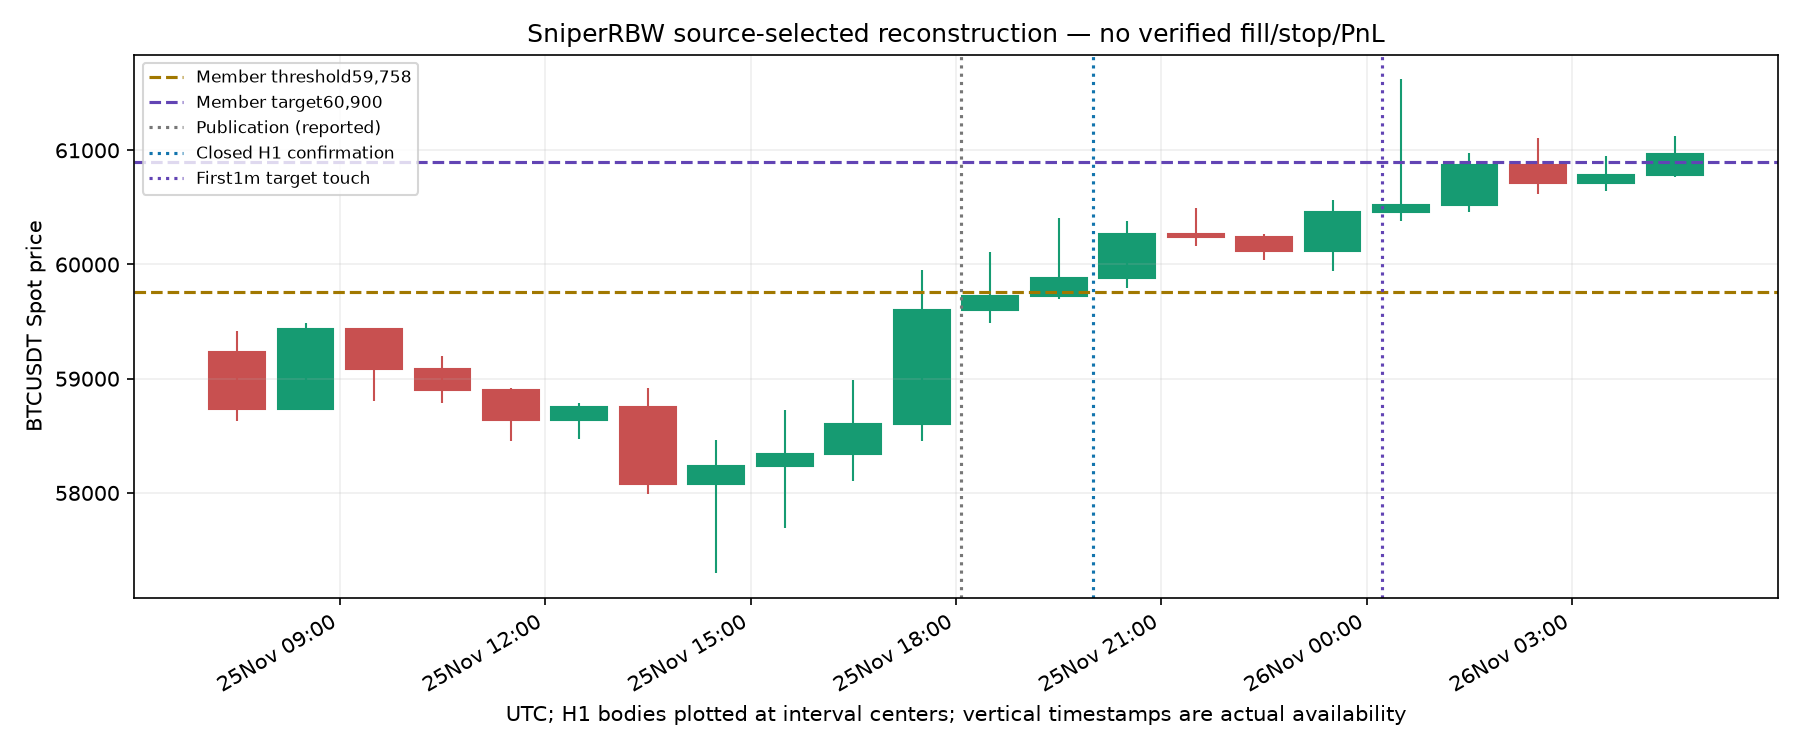 SniperRBW source-selected reconstruction — no verified fill/stop/PnL
Member threshold59,758
Member target60,900
Publication (reported)
Closed H1 confirmation
First1m target touch
BTCUSDT Spot price
61000
60000
59000
58000
25Nov 09:00
25Nov 12:00
25Nov 15:00
25Nov 18:00
25Nov 21:00
26Nov 00:00
26Nov 03:00
UTC; H1 bodies plotted at interval centers; vertical timestamps are actual availability